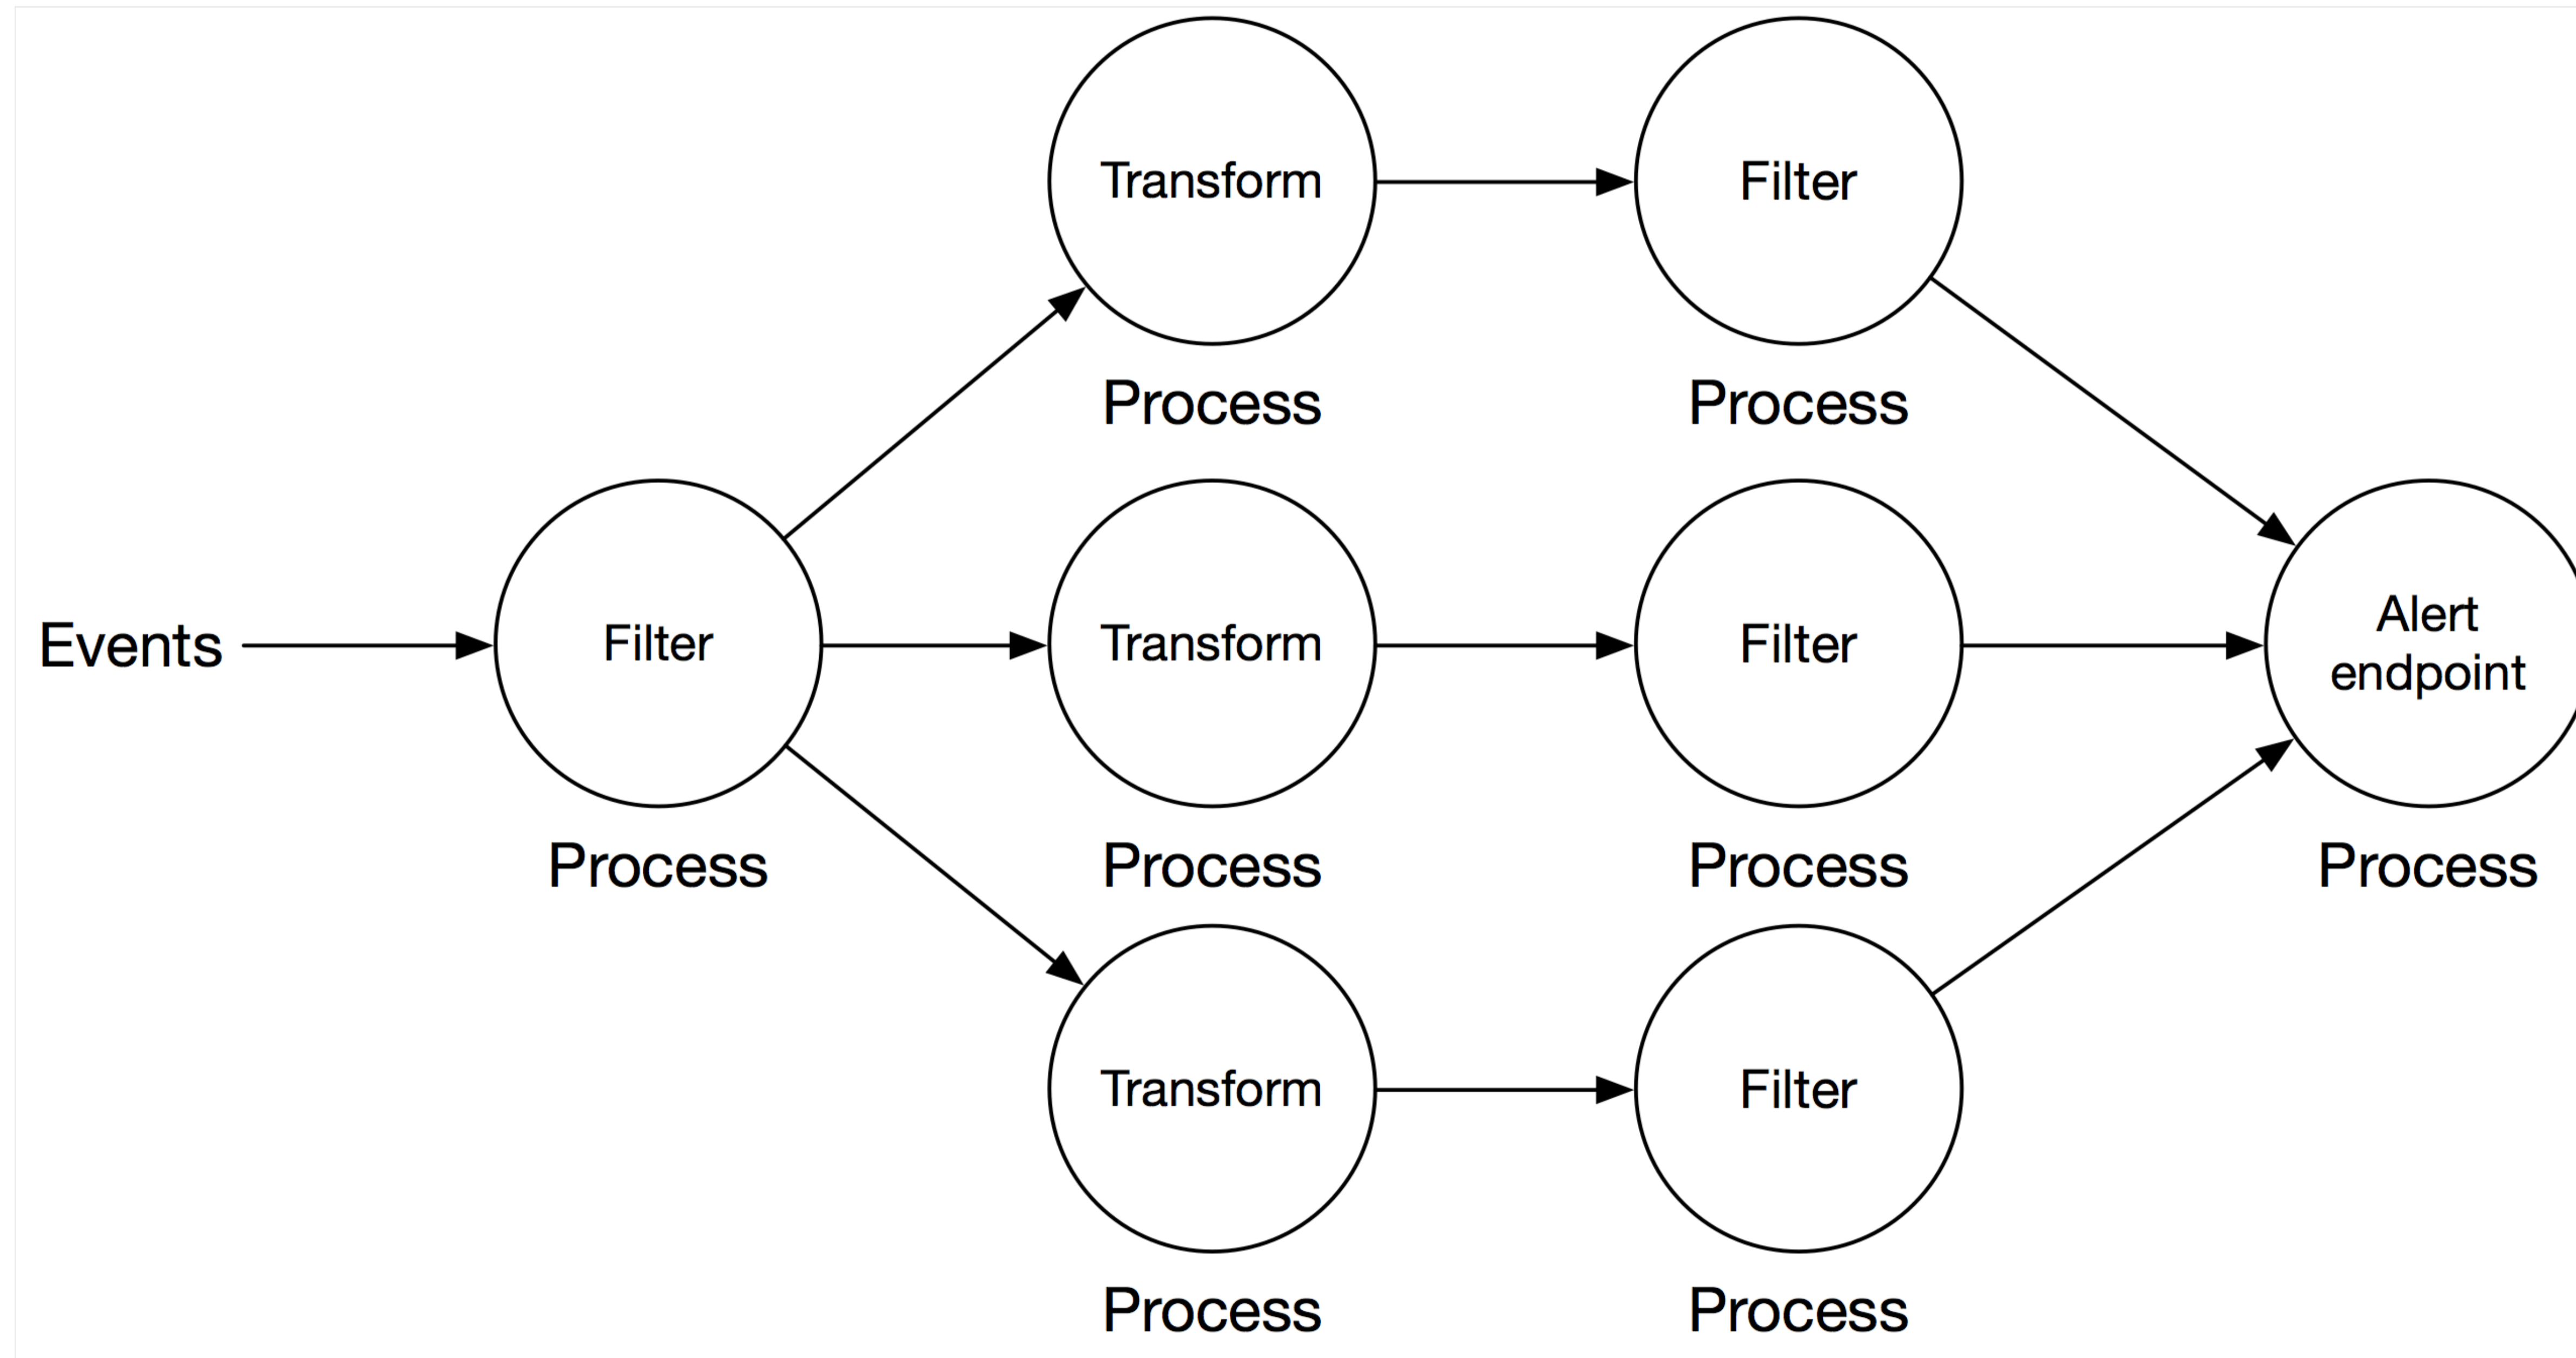 Transform
Filter
Process
Process
Events
Filter
Transform
Filter
Alert
endpoint
Process
Process
Process
Process
Transform
Filter
Process
Process